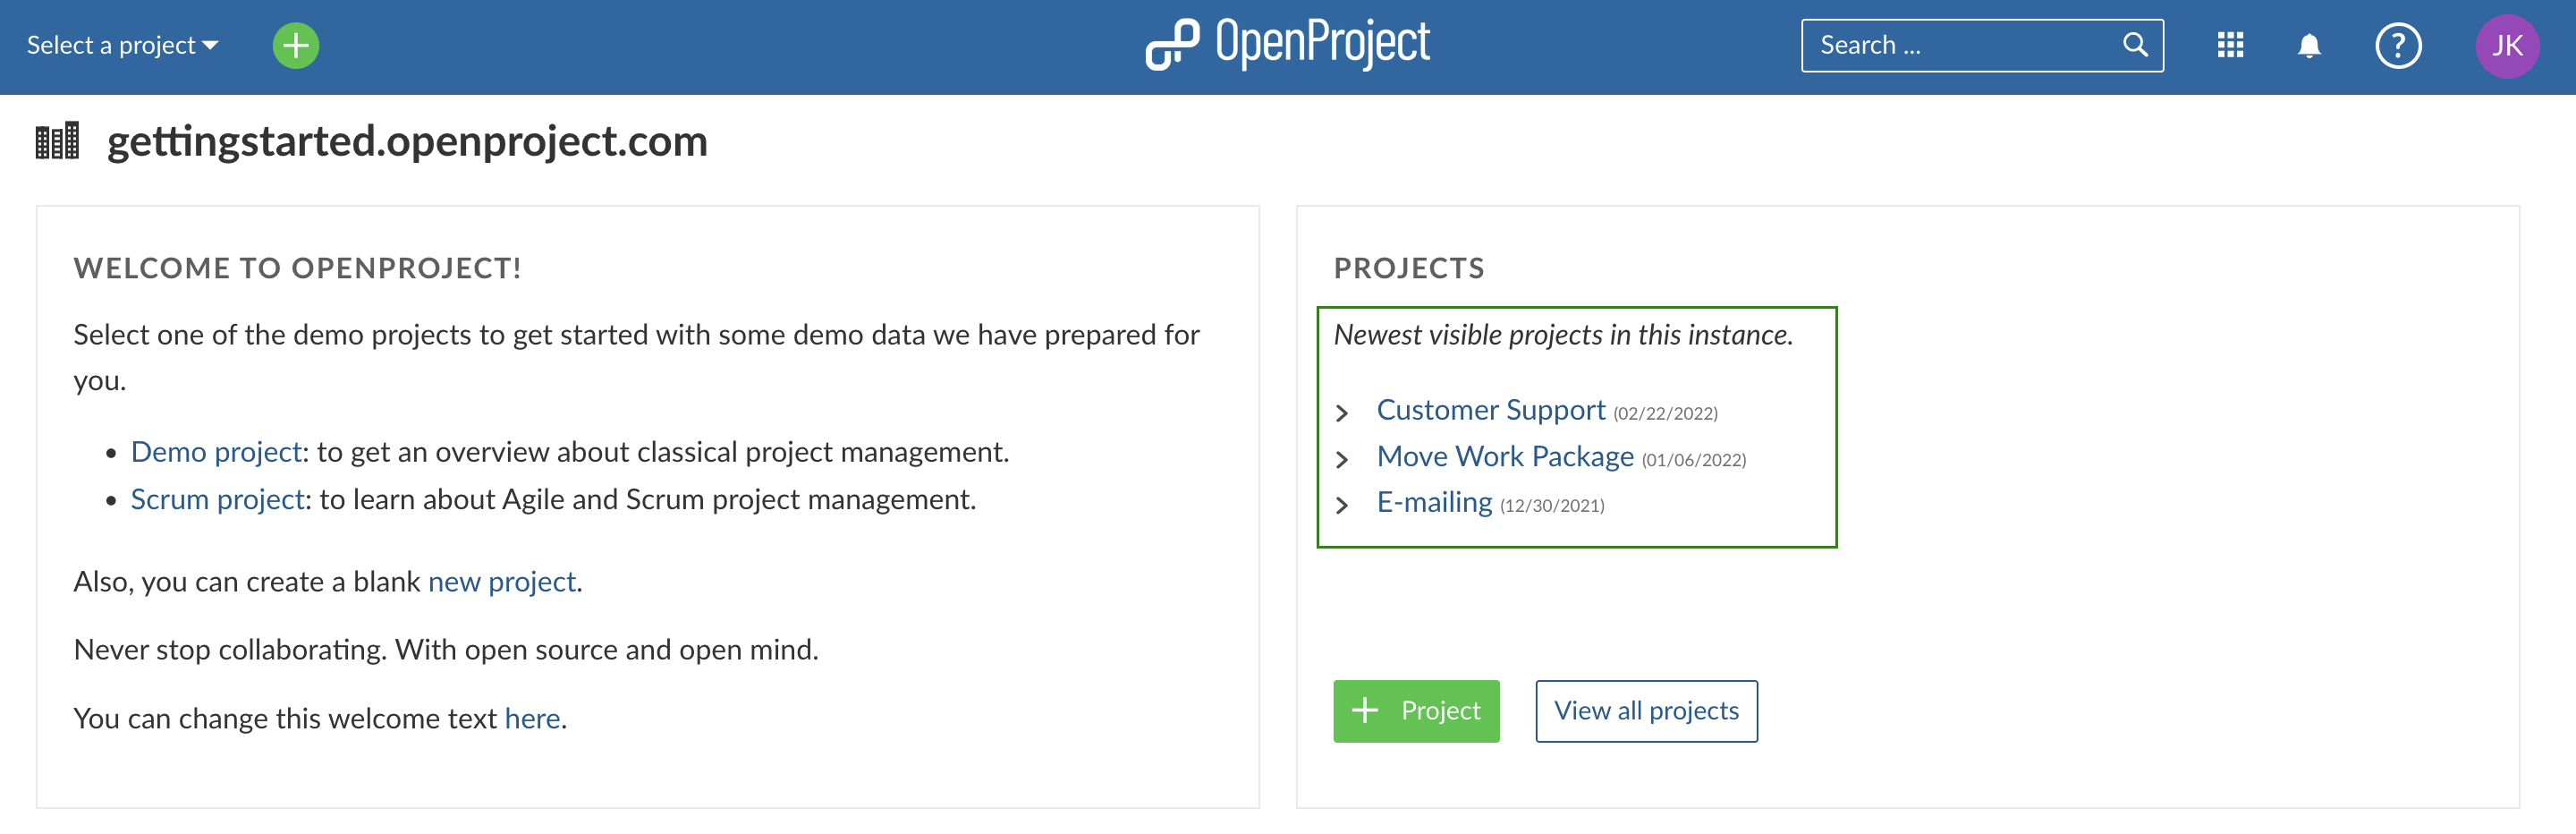 Select a project
OpenProject
Search ...
?
JK
gettingstarted.openproject.com
WELCOME TO OPENPROJECT!
Select one of the demo projects to get started with some demo data we have prepared for
you.
Demo project: to get an overview about classical project management.
Scrum project: to learn about Agile and Scrum project management.
Also, you can create a blank new project.
Never stop collaborating. With open source and open mind.
You can change this welcome text here.
PROJECTS
Newest visible projects in this instance.
Customer Support (02/22/2022)
Move Work Package (01/06/2022)
E-mailing (12/30/2021)
+ Project
View all projects